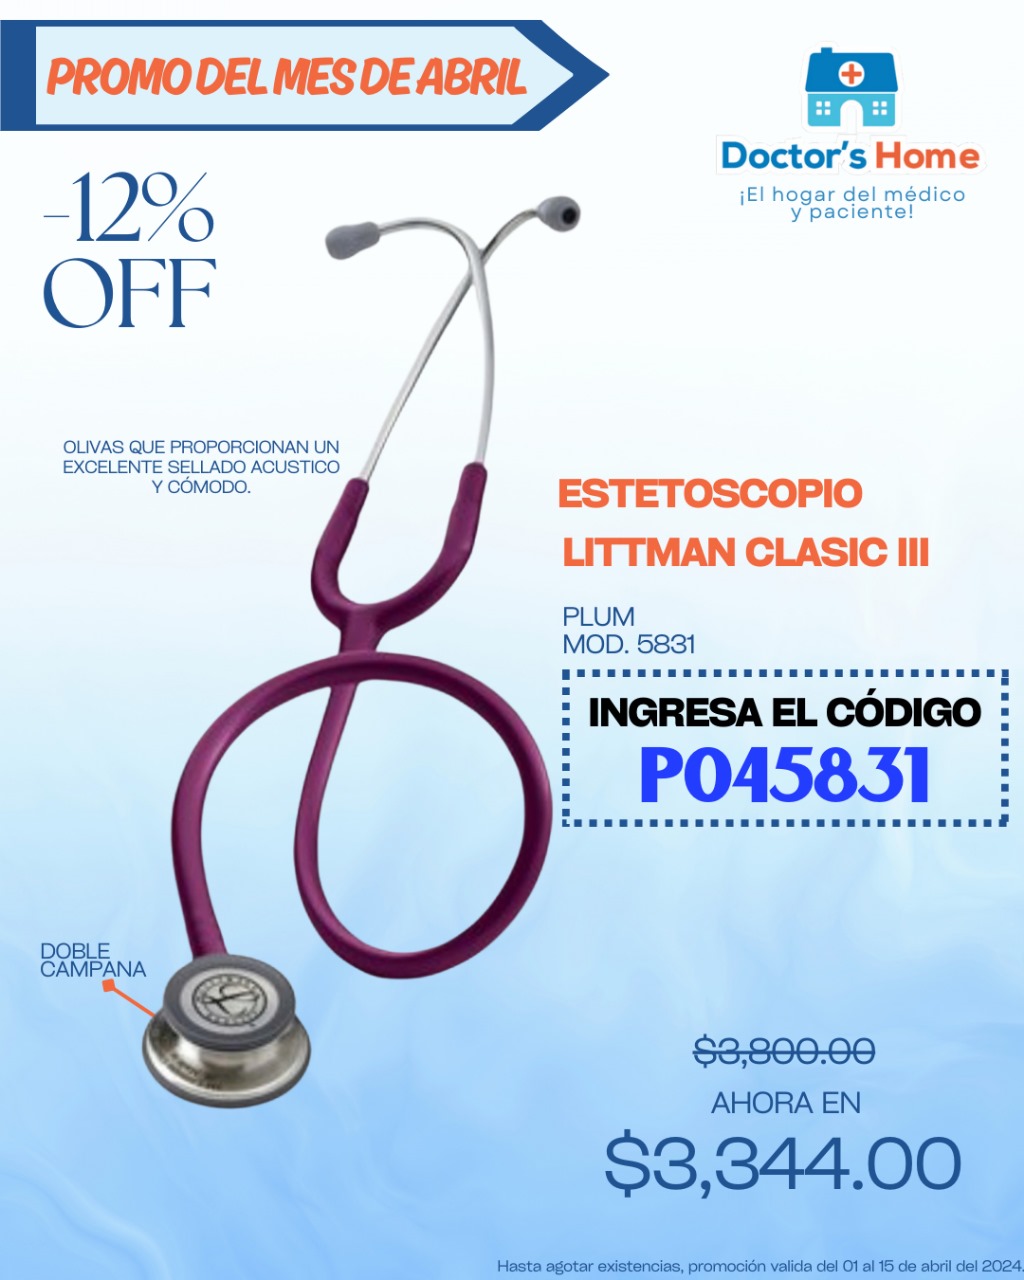 PROMO DEL MES DE ABRIL
Doctor's Home
¡El hogar del médico
y paciente!
-12%
OFF
OLIVAS QUE PROPORCIONAN UN
EXCELENTE SELLADO ACUSTICO
Y CÓMODO.
ESTETOSCOPIO
LITTMAN CLASIC III
PLUM
MOD. 5831
INGRESA EL CÓDIGO
P045831
DOBLE
CAMPANA
$3,800.00
AHORA EN
$3,344.00
Hasta agotar existencias, promoción valida del 01 al 15 de abril del 2024.